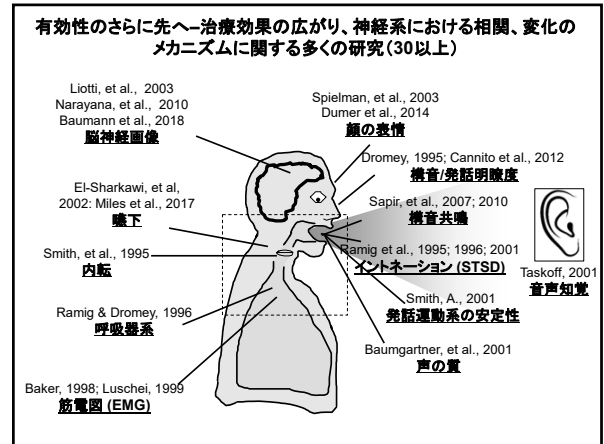 有効性のさらに先へ–治療効果の広がり、神経系における相関、変化の
メカニズムに関する多くの研究(30以上)
Liotti, et al., 2003
Narayana, et al., 2010
Baumann et al., 2018
脳神経画像
El-Sharkawi, et al,
2002: Miles et al., 2017
嚥下
Smith, et al., 1995
内転
Ramig & Dromey, 1996
呼吸器系
Baker, 1998; Luschei, 1999
筋電図 (EMG)
Spielman, et al., 2003
Dumer et al., 2014
顔の表情
Dromey, 1995; Cannito et al., 2012
構音/発話明瞭度
Sapir, et al., 2007; 2010
構音共鳴
Ramig et al., 1995; 1996; 2001
イントネーション (STSD)
Smith, A., 2001
発話運動系の安定性
Baumgartner, et al., 2001
声の質
Taskoff, 2001
音声知覚